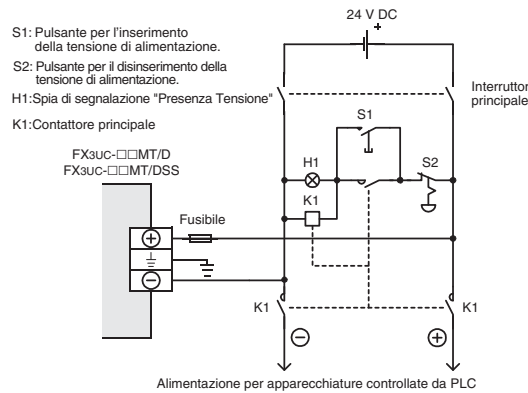 24 V DC
S1: Pulsante per l'inserimento
della tensione di alimentazione.
S2: Pulsante per il disinserimento della
tensione di alimentazione.
H1:Spia di segnalazione "Presenza Tensione"
K1:Contattore principale
Interruttor
principale
S1
H1
S2
K1
FX3UC-□□MT/D
FX3UC-□□MT/DSS
Fusibile
K1
K1
Alimentazione per apparecchiature controllate da PLC